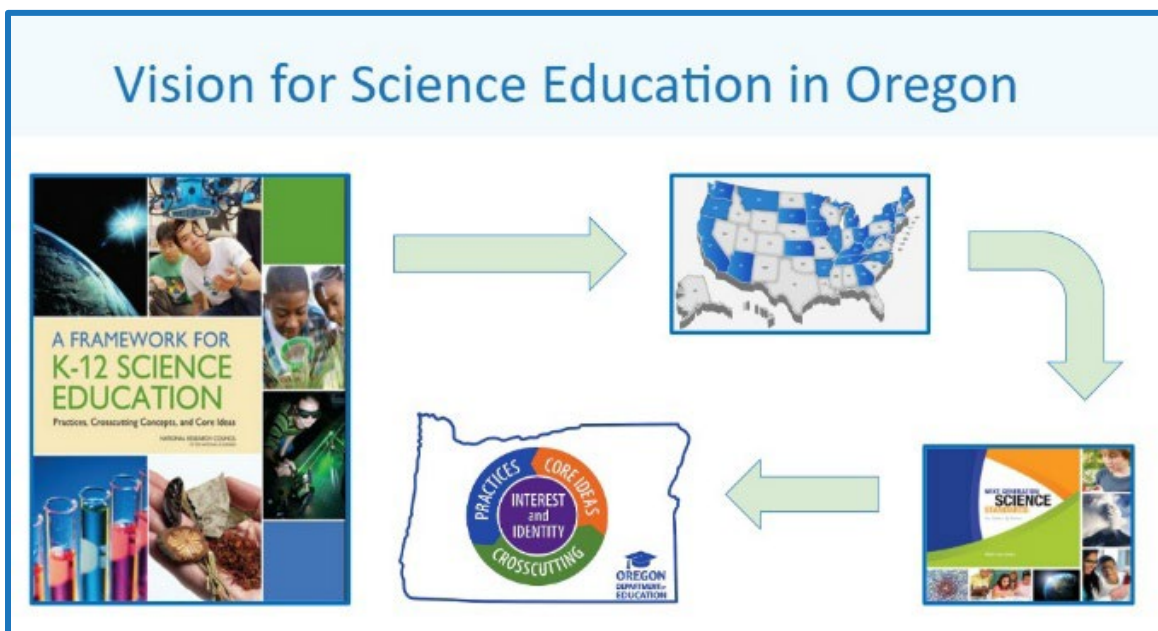 Vision for Science Education in Oregon
A FRAMEWORK FOR
K-12 SCIENCE
EDUCATION
Practices, Crosscutting Concepts, and Core Ideas
NATIONAL RESEARCH COUNCIL
NEXT GENERATION
SCIENCE
STANDARDS
PRACTICES
CORE IDEAS
INTEREST
and
IDENTITY
CROSSCUTTING
OREGON
DEPARTMENT of
EDUCATION